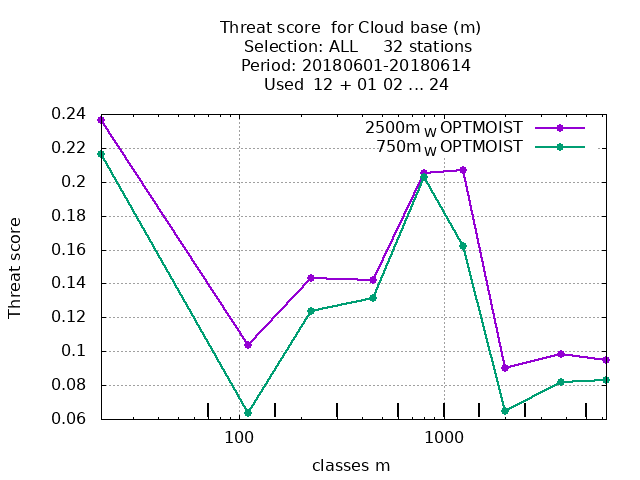 Threat score  for Cloud base (m)
Selection: ALL     32 stations
Period: 20180601-20180614
Used  12 + 01 02 ... 24
0.24
0.22
0.2
0.18
0.16
0.14
0.12
0.1
0.08
0.06
Threat score
2500m W OPTMOIST
750m W OPTMOIST
100
1000
classes m